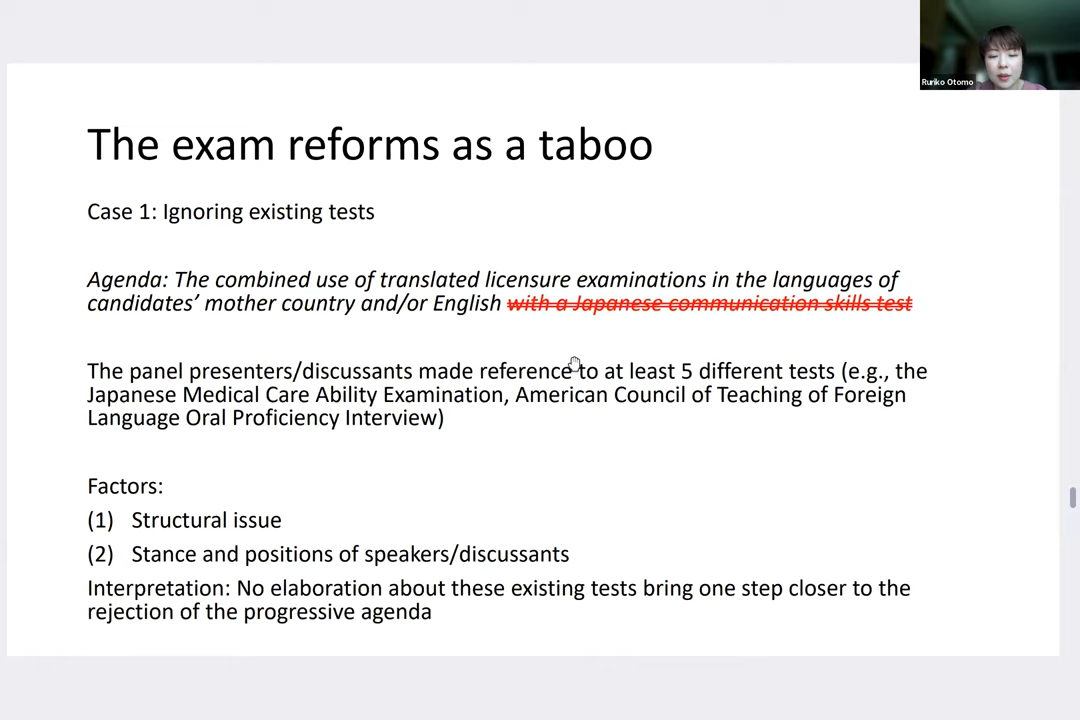 Ruriko Otomo
The exam reforms as a taboo
Case 1: Ignoring existing tests
Agenda: The combined use of translated licensure examinations in the languages of
candidates’ mother country and/or English with a Japanese communication skills test
The panel presenters/discussants made reference to at least 5 different tests (e.g., the
Japanese Medical Care Ability Examination, American Council of Teaching of Foreign
Language Oral Proficiency Interview)
Factors:
(1) Structural issue
(2) Stance and positions of speakers/discussants
Interpretation: No elaboration about these existing tests bring one step closer to the
rejection of the progressive agenda